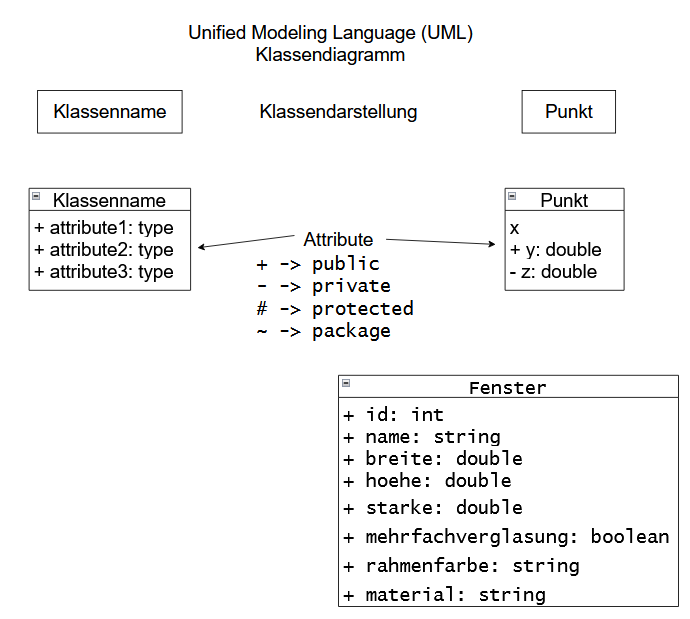 Unified Modeling Language (UML)
Klassendiagramm
Klassenname
Klassendarstellung
Punkt
Klassenname
+ attribute1: type
+ attribute2: type
+ attribute3: type
Attribute
+ -> public
- -> private
# -> protected
~ -> package
Punkt
x
+ y: double
- z: double
Fenster
+ id: int
+ name: string
+ breite: double
+ hoehe: double
+ starke: double
+ mehrfachverglasung: boolean
+ rahmenfarbe: string
+ material: string